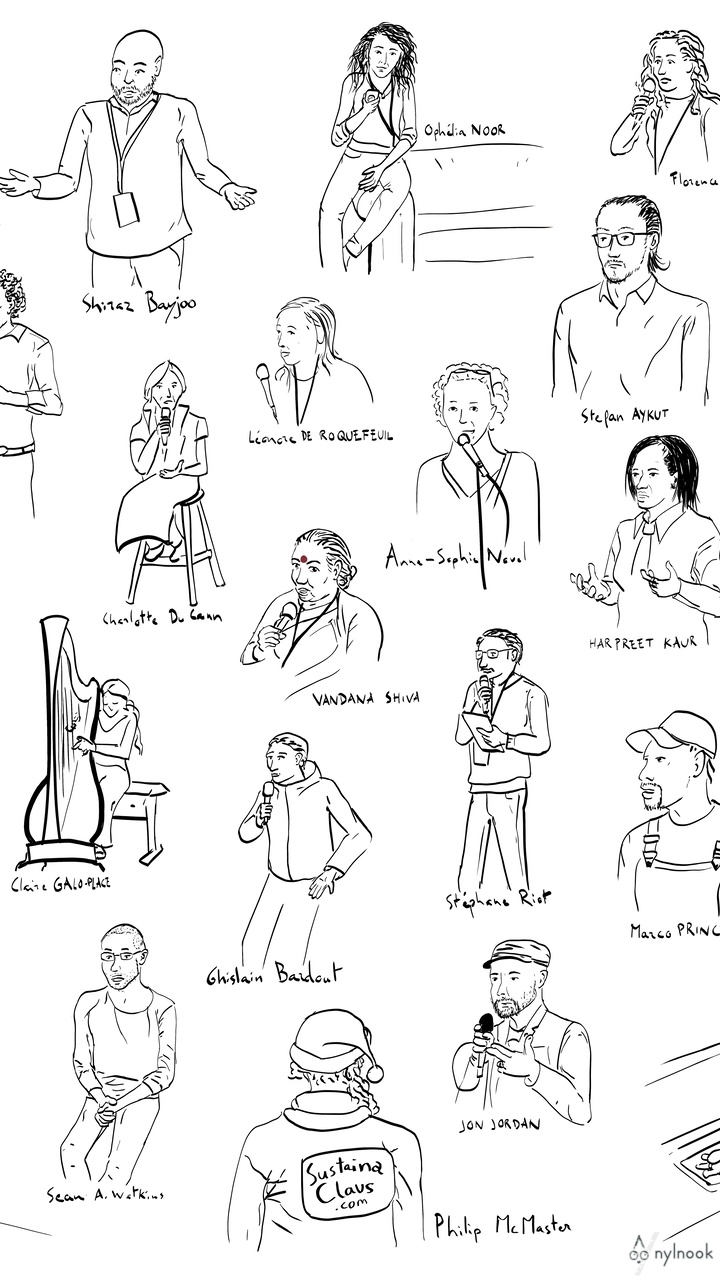 Ophélia NOOR
Florence
Shiraz Bayjoo
Stefan AYKUT
Léonore DE ROQUEFEUIL
Anne-Sophie Novel
Charlotte Du Cann
HARPREET KAUR
VANDANA SHIVA
Claire GALO-PLACE
Stéphane Riot
Marco PRINC
Ghislain Bardout
JON JORDAN
Sustaina
Claus
.com
Sean A. Watkins
Philip McMaster
nylnook